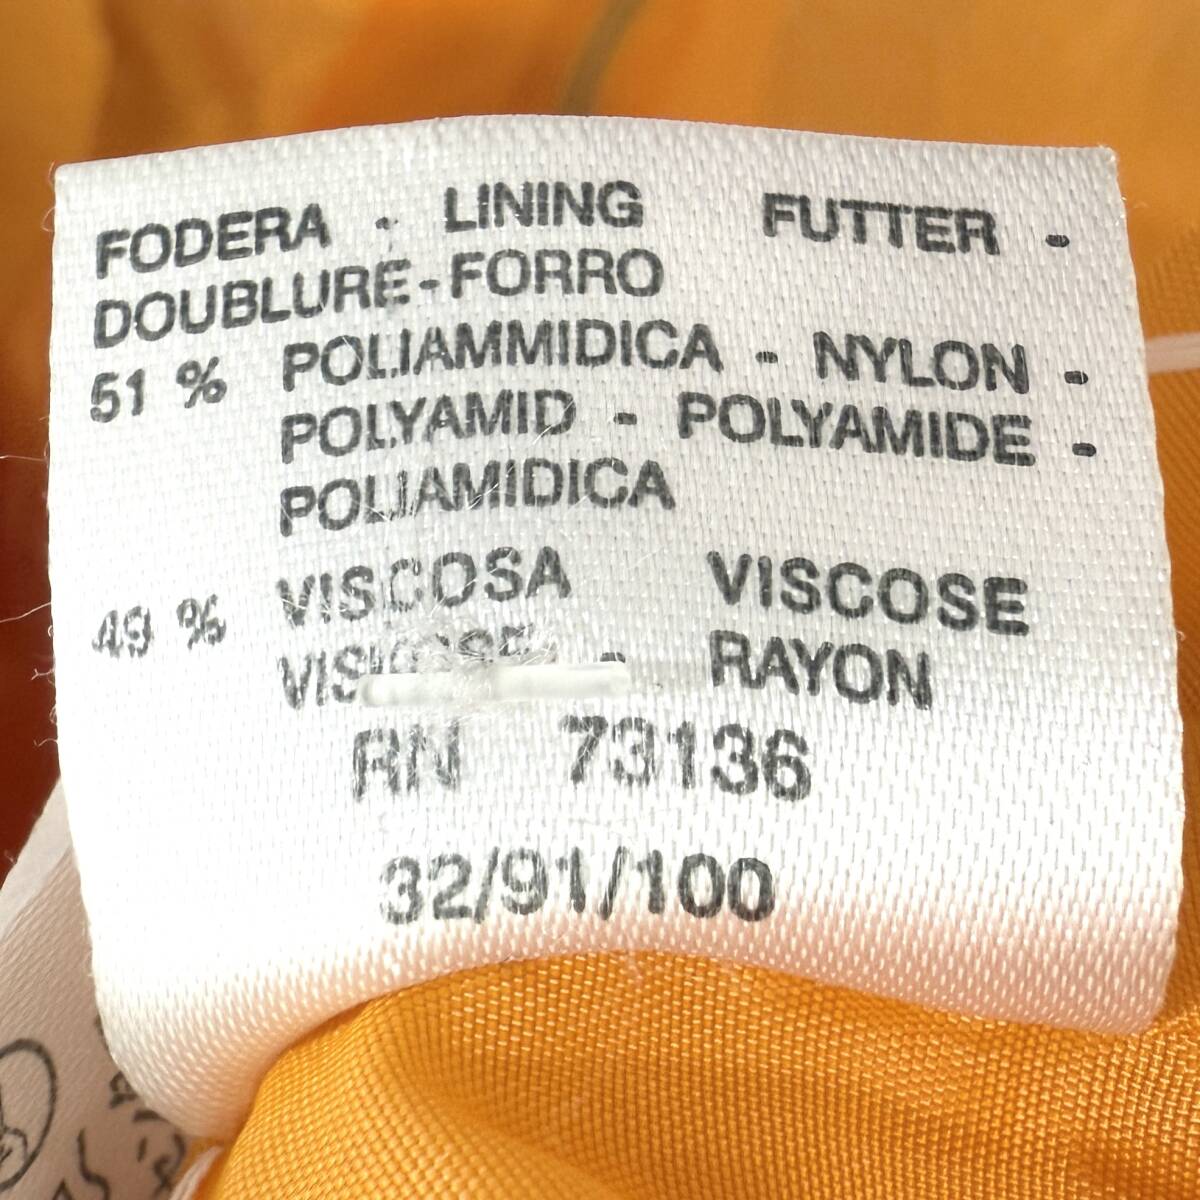 FODERA - LINING FUTTER -
DOUBLURE-FORRO
51 % POLIAMMIDICA - NYLON -
POLYAMID - POLYAMIDE -
POLIAMIDICA
49 % VISCOSA VISCOSE
- RAYON
RN 73136
32/91/100